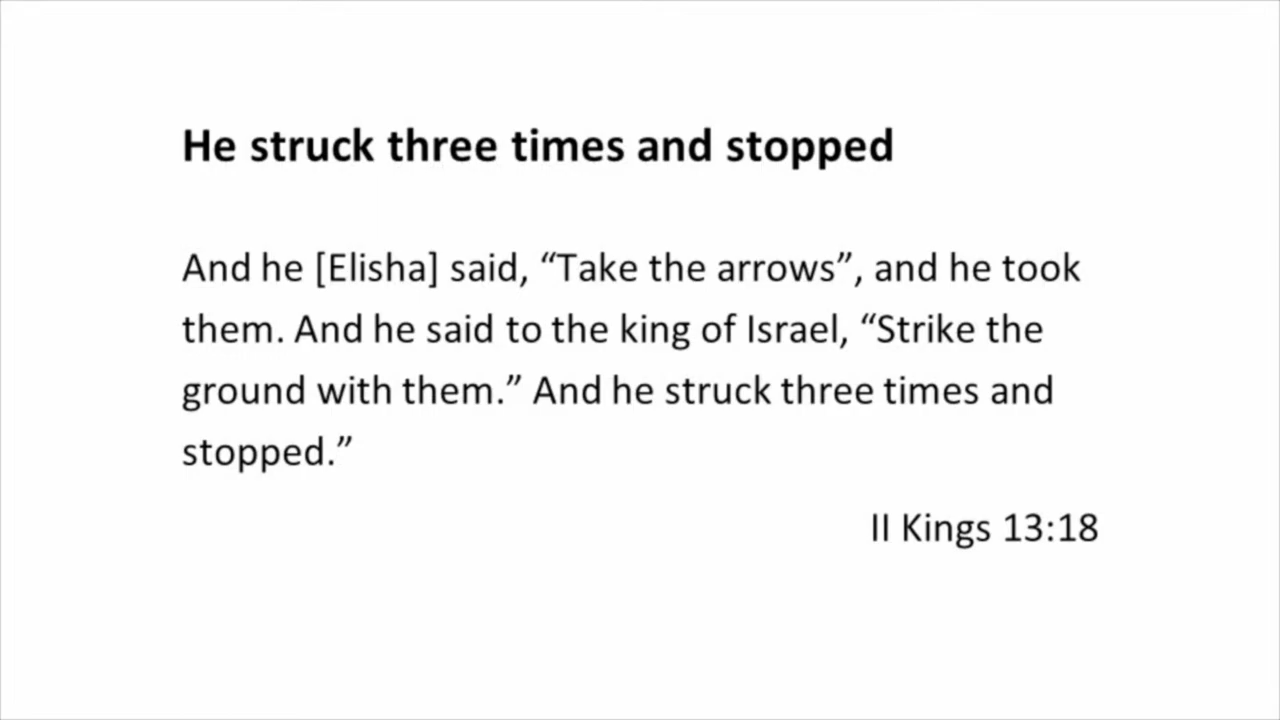 He struck three times and stopped
And he [Elisha] said, “Take the arrows”, and he took
them. And he said to the king of Israel, “Strike the
ground with them.” And he struck three times and
stopped.”
II Kings 13:18